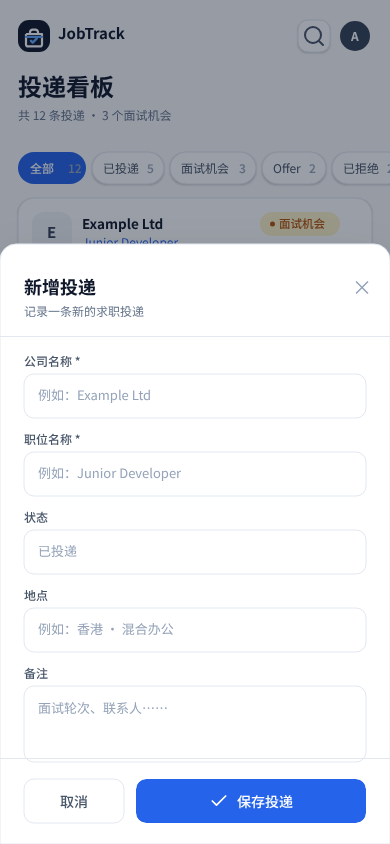 JobTrack
A
投递看板
共 12 条投递 · 3 个面试机会
全部 12 已投递 5 面试机会 3 Offer 2 已拒绝
E Example Ltd 面试机会
Junior Developer
新增投递
记录一条新的求职投递
公司名称 *
例如：Example Ltd
职位名称 *
例如：Junior Developer
状态
已投递
地点
例如：香港 · 混合办公
备注
面试轮次、联系人……
取消 保存投递